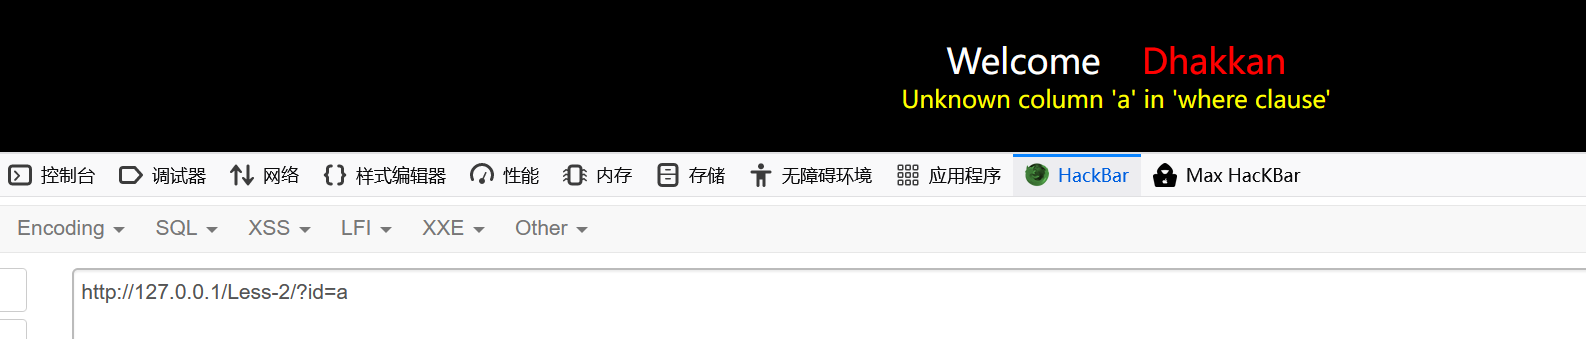 Welcome Dhakkan
Unknown column 'a' in 'where clause'
控制台 调试器 网络 样式编辑器 性能 内存 存储 无障碍环境 应用程序 HackBar Max HacKBar
Encoding SQL XSS LFI XXE Other
http://127.0.0.1/Less-2/?id=a